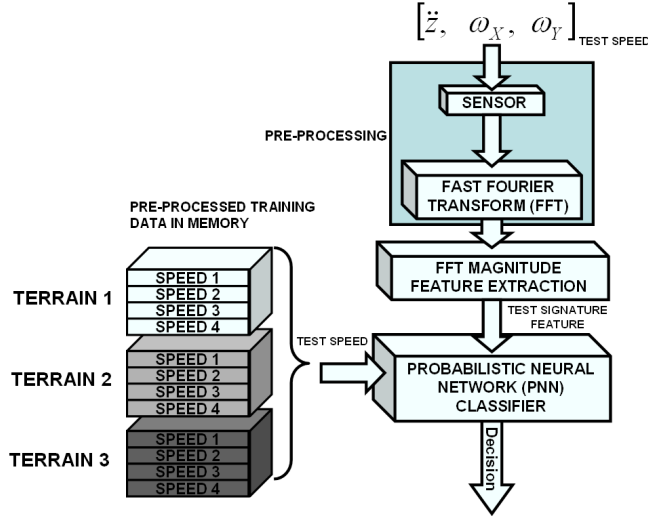 [z̈, ω_X, ω_Y] TEST SPEED
SENSOR
PRE-PROCESSING
FAST FOURIER
TRANSFORM (FFT)
PRE-PROCESSED TRAINING
DATA IN MEMORY
FFT MAGNITUDE
FEATURE EXTRACTION
TERRAIN 1
SPEED 1
SPEED 2
SPEED 3
SPEED 4
TEST SIGNATURE
FEATURE
TEST SPEED
TERRAIN 2
SPEED 1
SPEED 2
SPEED 3
SPEED 4
PROBABILISTIC NEURAL
NETWORK (PNN)
CLASSIFIER
TERRAIN 3
SPEED 1
SPEED 2
SPEED 3
SPEED 4
Decision